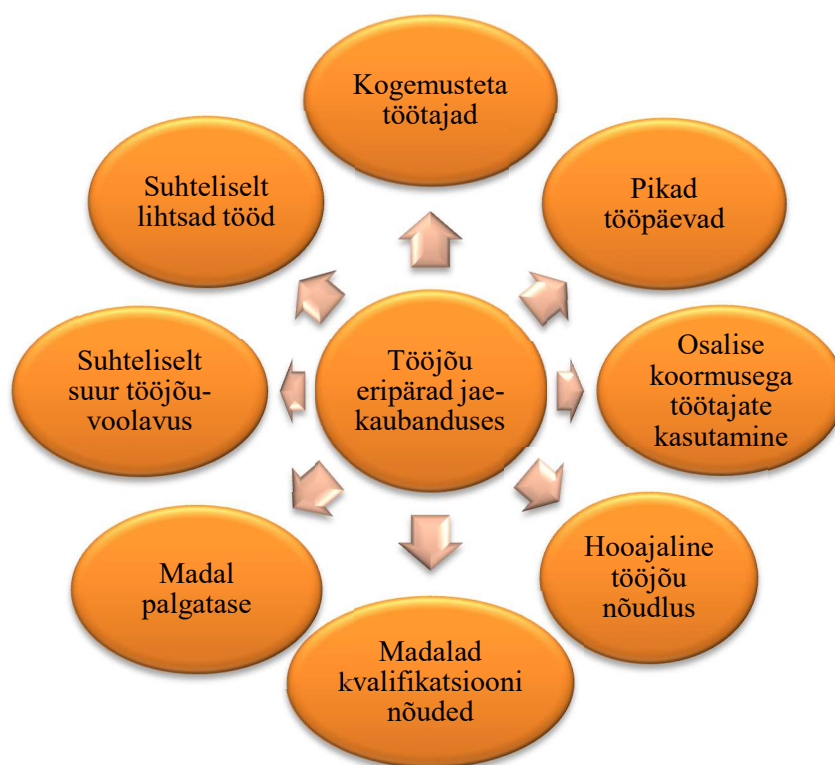 Kogemusteta
töötajad
Pikad
tööpäevad
Osalise
koormusega
töötajate
kasutamine
Hooajaline
tööjõu
nõudlus
Madalad
kvalifikatsiooni
nõuded
Madal
palgatase
Suhteliselt
suur tööjõu-
voolavus
Suhteliselt
lihtsad tööd
Tööjõu
eripärad jae-
kaubanduses